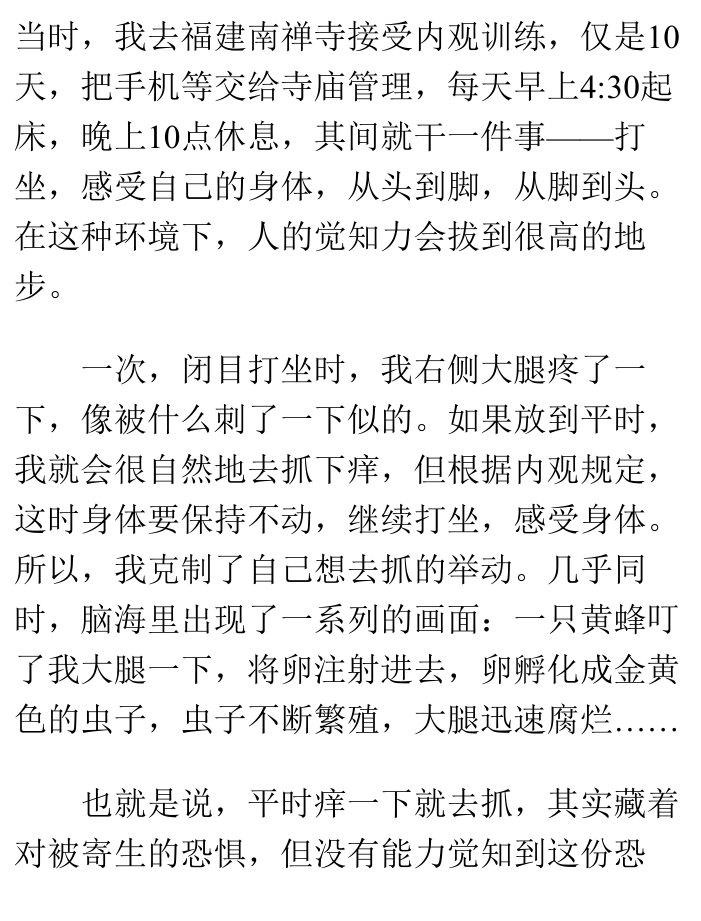 当时，我去福建南禅寺接受内观训练，仅是10
天，把手机等交给寺庙管理，每天早上4:30起
床，晚上10点休息，其间就干一件事——打
坐，感受自己的身体，从头到脚，从脚到头。
在这种环境下，人的觉知力会拔到很高的地
步。
一次，闭目打坐时，我右侧大腿疼了一
下，像被什么刺了一下似的。如果放到平时，
我就会很自然地去抓下痒，但根据内观规定，
这时身体要保持不动，继续打坐，感受身体。
所以，我克制了自己想去抓的举动。几乎同
时，脑海里出现了一系列的画面：一只黄蜂叮
了我大腿一下，将卵注射进去，卵孵化成金黄
色的虫子，虫子不断繁殖，大腿迅速腐烂……
也就是说，平时痒一下就去抓，其实藏着
对被寄生的恐惧，但没有能力觉知到这份恐